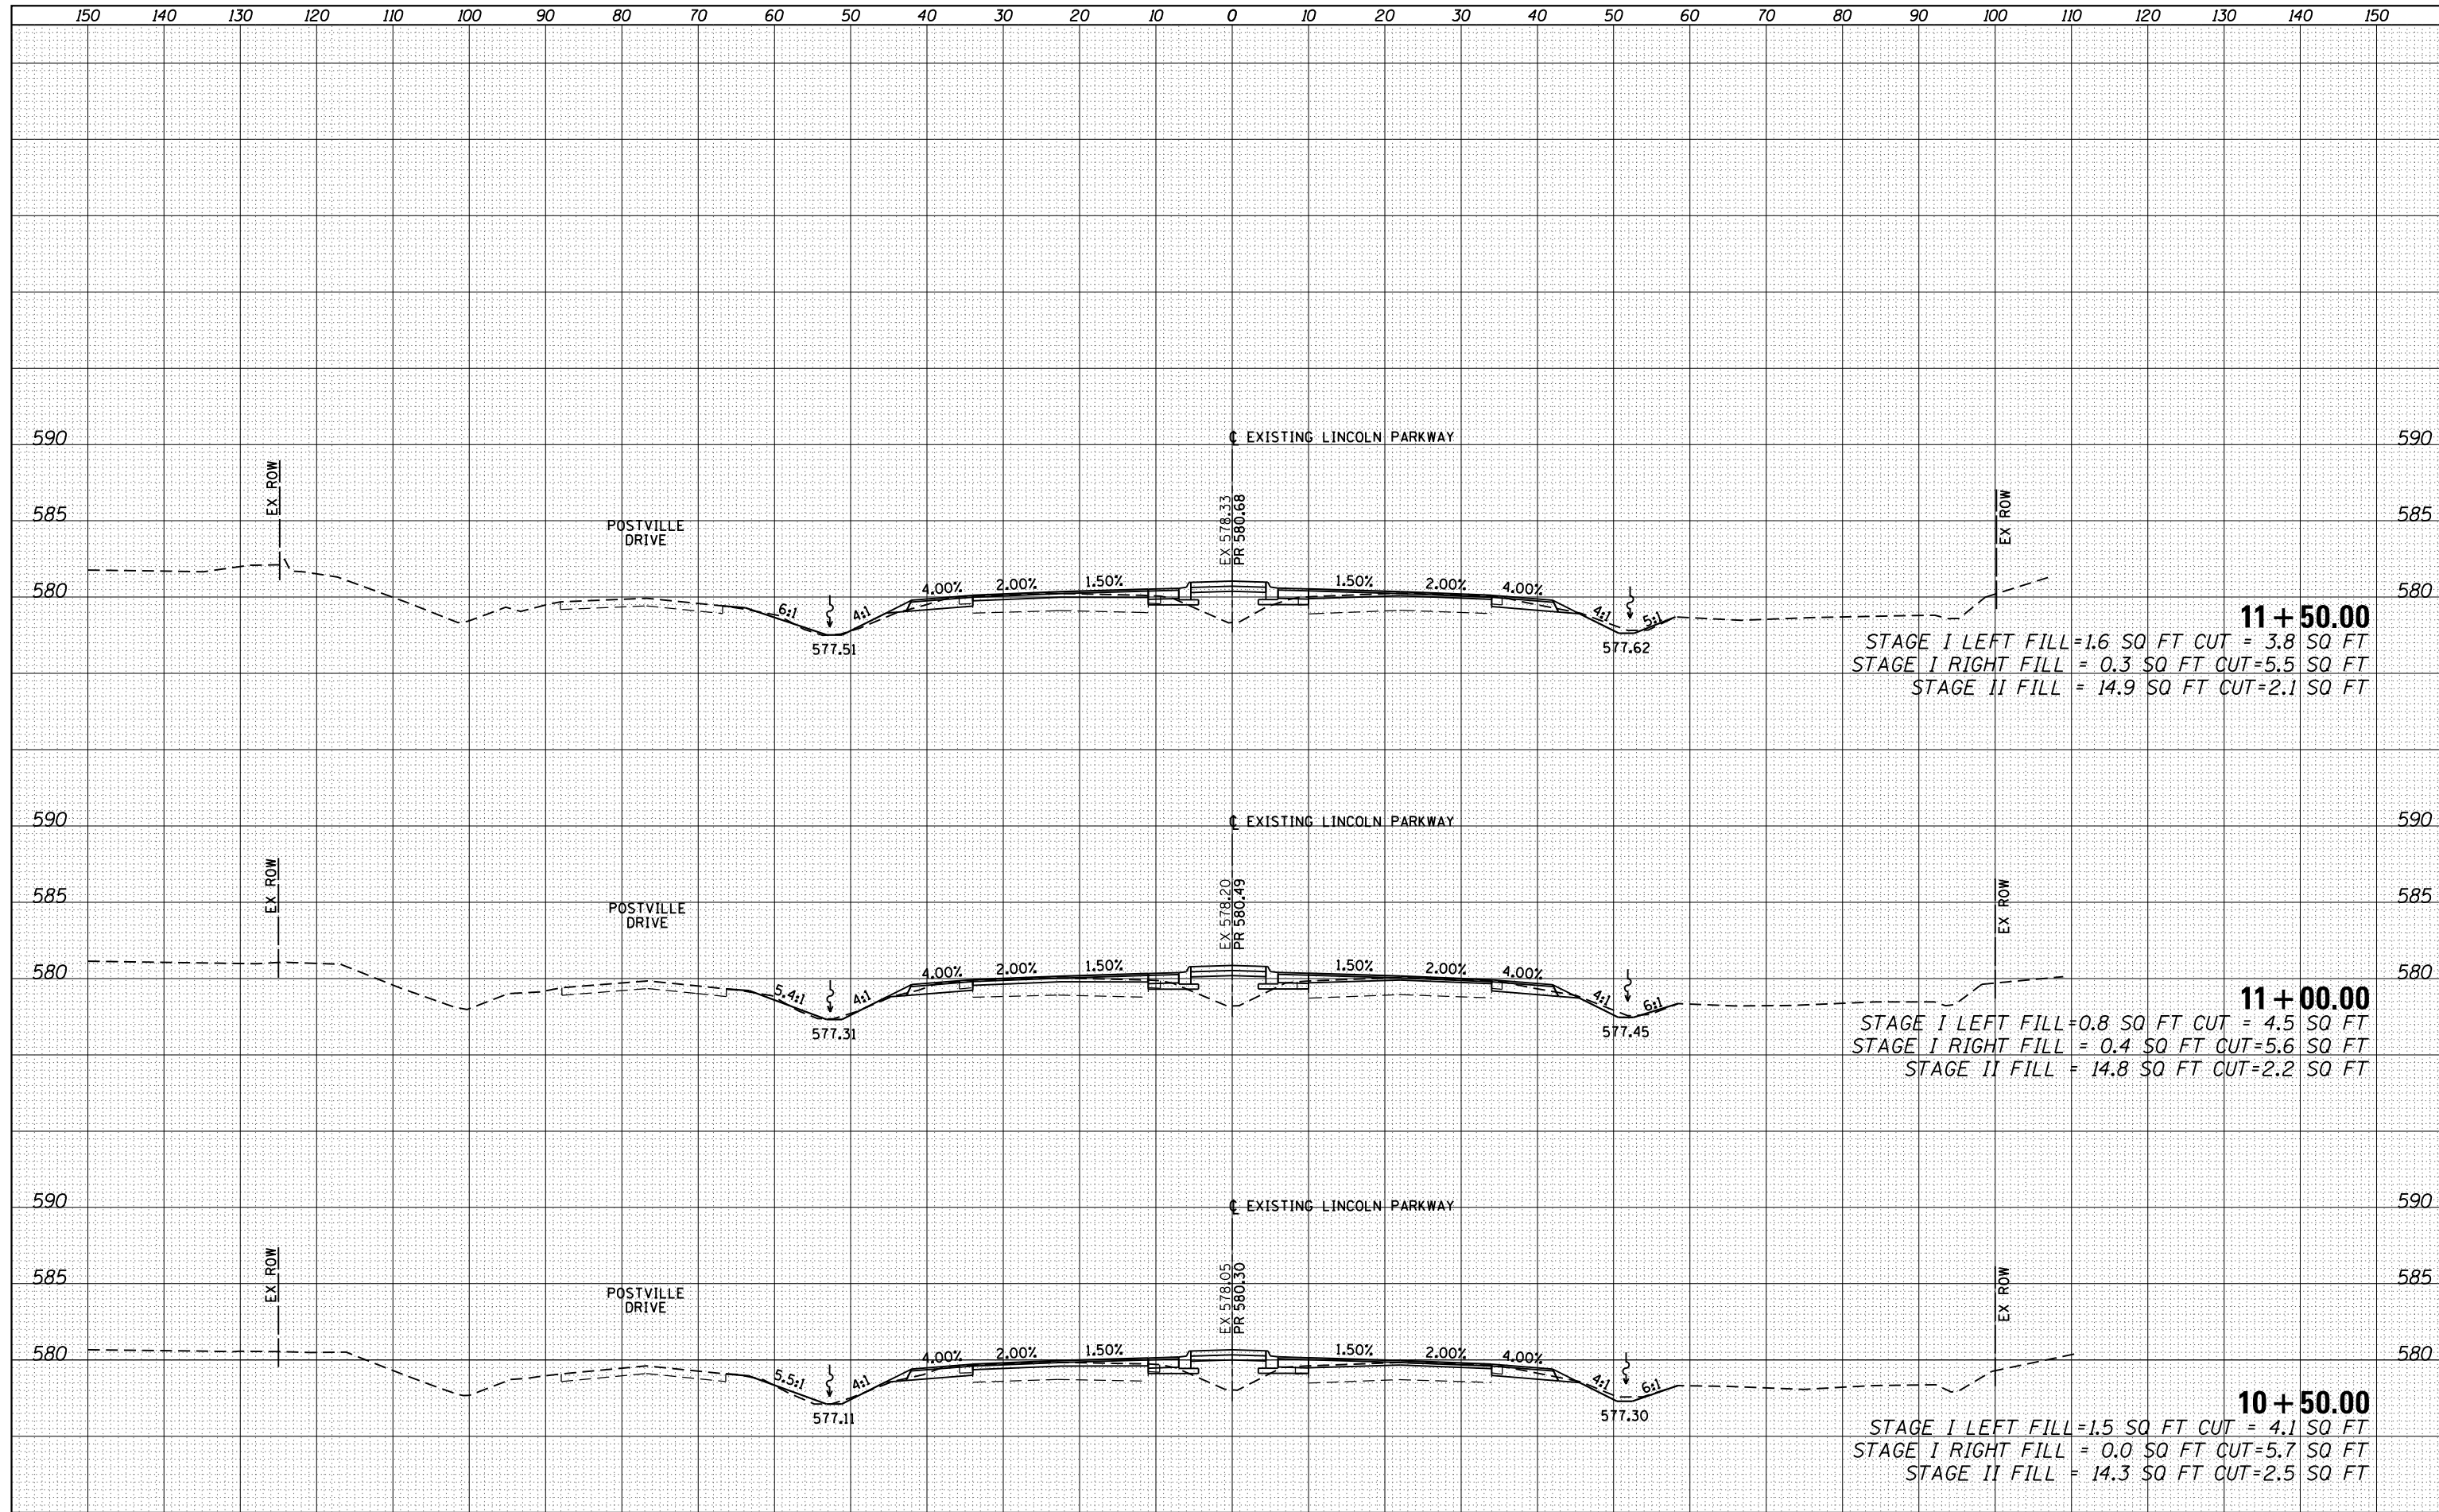 150 140 130 120 110 100 90 80 70 60 50 40 30 20 10 0 10 20 30 40 50 60 70 80 90 100 110 120 130 140 150
590 ℄ EXISTING LINCOLN PARKWAY 590
EX ROW
EX 578.33
PR 580.68
EX ROW
585 585
POSTVILLE
DRIVE
580 4.00% 2.00% 1.50% 1.50% 2.00% 4.00% 580
6:1 4:1 4:1 5:1
577.51 577.62
11+50.00
STAGE I LEFT FILL=1.6 SQ FT CUT = 3.8 SQ FT
STAGE I RIGHT FILL = 0.3 SQ FT CUT=5.5 SQ FT
STAGE II FILL = 14.9 SQ FT CUT=2.1 SQ FT
590 ℄ EXISTING LINCOLN PARKWAY 590
EX ROW
EX 578.20
PR 580.49
EX ROW
585 585
POSTVILLE
DRIVE
580 4.00% 2.00% 1.50% 1.50% 2.00% 4.00% 580
5.4:1 4:1 4:1 6:1
577.31 577.45
11+00.00
STAGE I LEFT FILL=0.8 SQ FT CUT = 4.5 SQ FT
STAGE I RIGHT FILL = 0.4 SQ FT CUT=5.6 SQ FT
STAGE II FILL = 14.8 SQ FT CUT=2.2 SQ FT
590 ℄ EXISTING LINCOLN PARKWAY 590
EX ROW
EX 578.05
PR 580.30
EX ROW
585 585
POSTVILLE
DRIVE
580 4.00% 2.00% 1.50% 1.50% 2.00% 4.00% 580
5.5:1 4:1 4:1 6:1
577.11 577.30
10+50.00
STAGE I LEFT FILL=1.5 SQ FT CUT = 4.1 SQ FT
STAGE I RIGHT FILL = 0.0 SQ FT CUT=5.7 SQ FT
STAGE II FILL = 14.3 SQ FT CUT=2.5 SQ FT